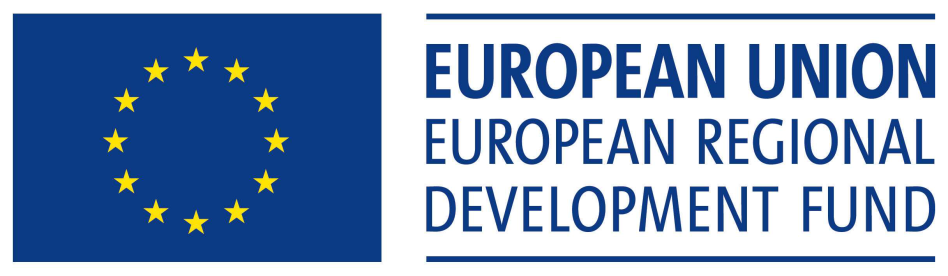 EUROPEAN UNION
EUROPEAN REGIONAL
DEVELOPMENT FUND